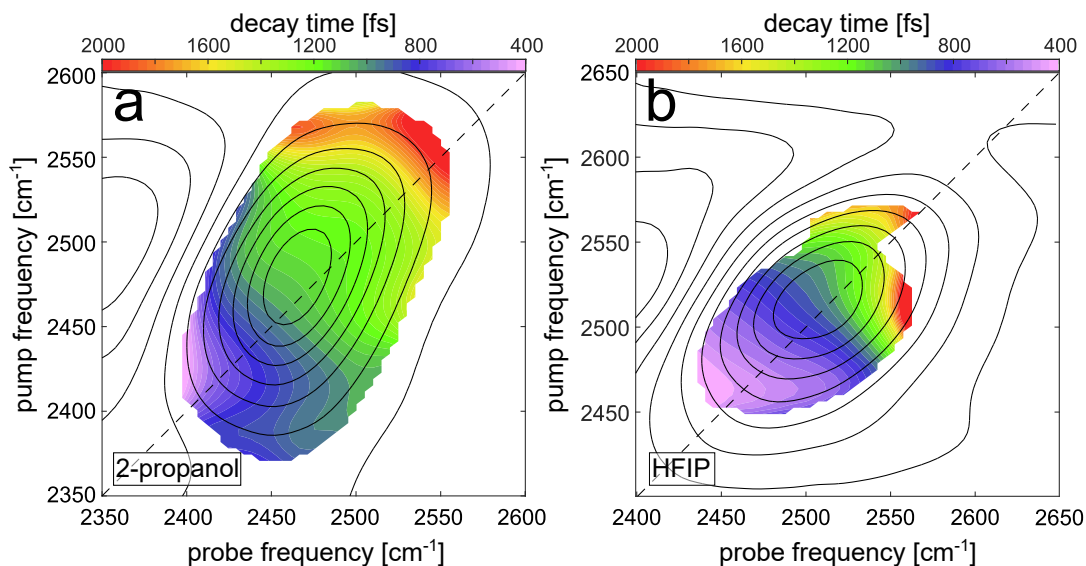 decay time [fs]
2000 1600 1200 800 400
a
2600
2550
2500
2450
2400
2350
pump frequency [cm-1]
2-propanol
2350 2400 2450 2500 2550 2600
probe frequency [cm-1]
decay time [fs]
2000 1600 1200 800 400
b
2650
2600
2550
2500
2450
pump frequency [cm-1]
HFIP
2400 2450 2500 2550 2600 2650
probe frequency [cm-1]